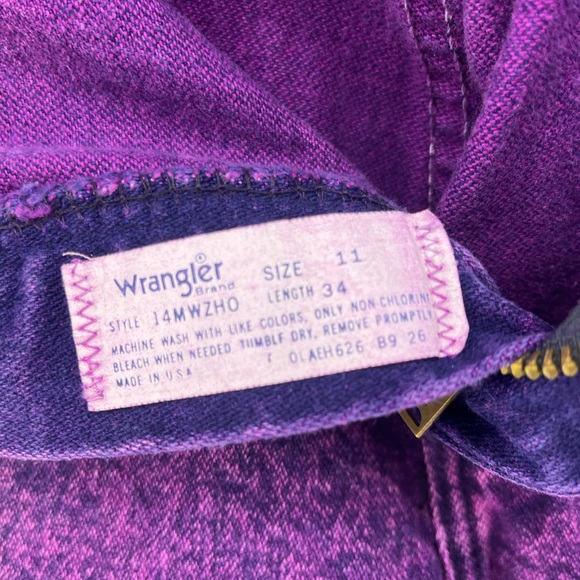 Wrangler®
Brand
SIZE 11
STYLE 14MWZHO LENGTH 34
MACHINE WASH WITH LIKE COLORS, ONLY NON-CHLORINE
BLEACH WHEN NEEDED TUMBLE DRY, REMOVE PROMPTLY
MADE IN U.S.A. OLAEH626 B9 26